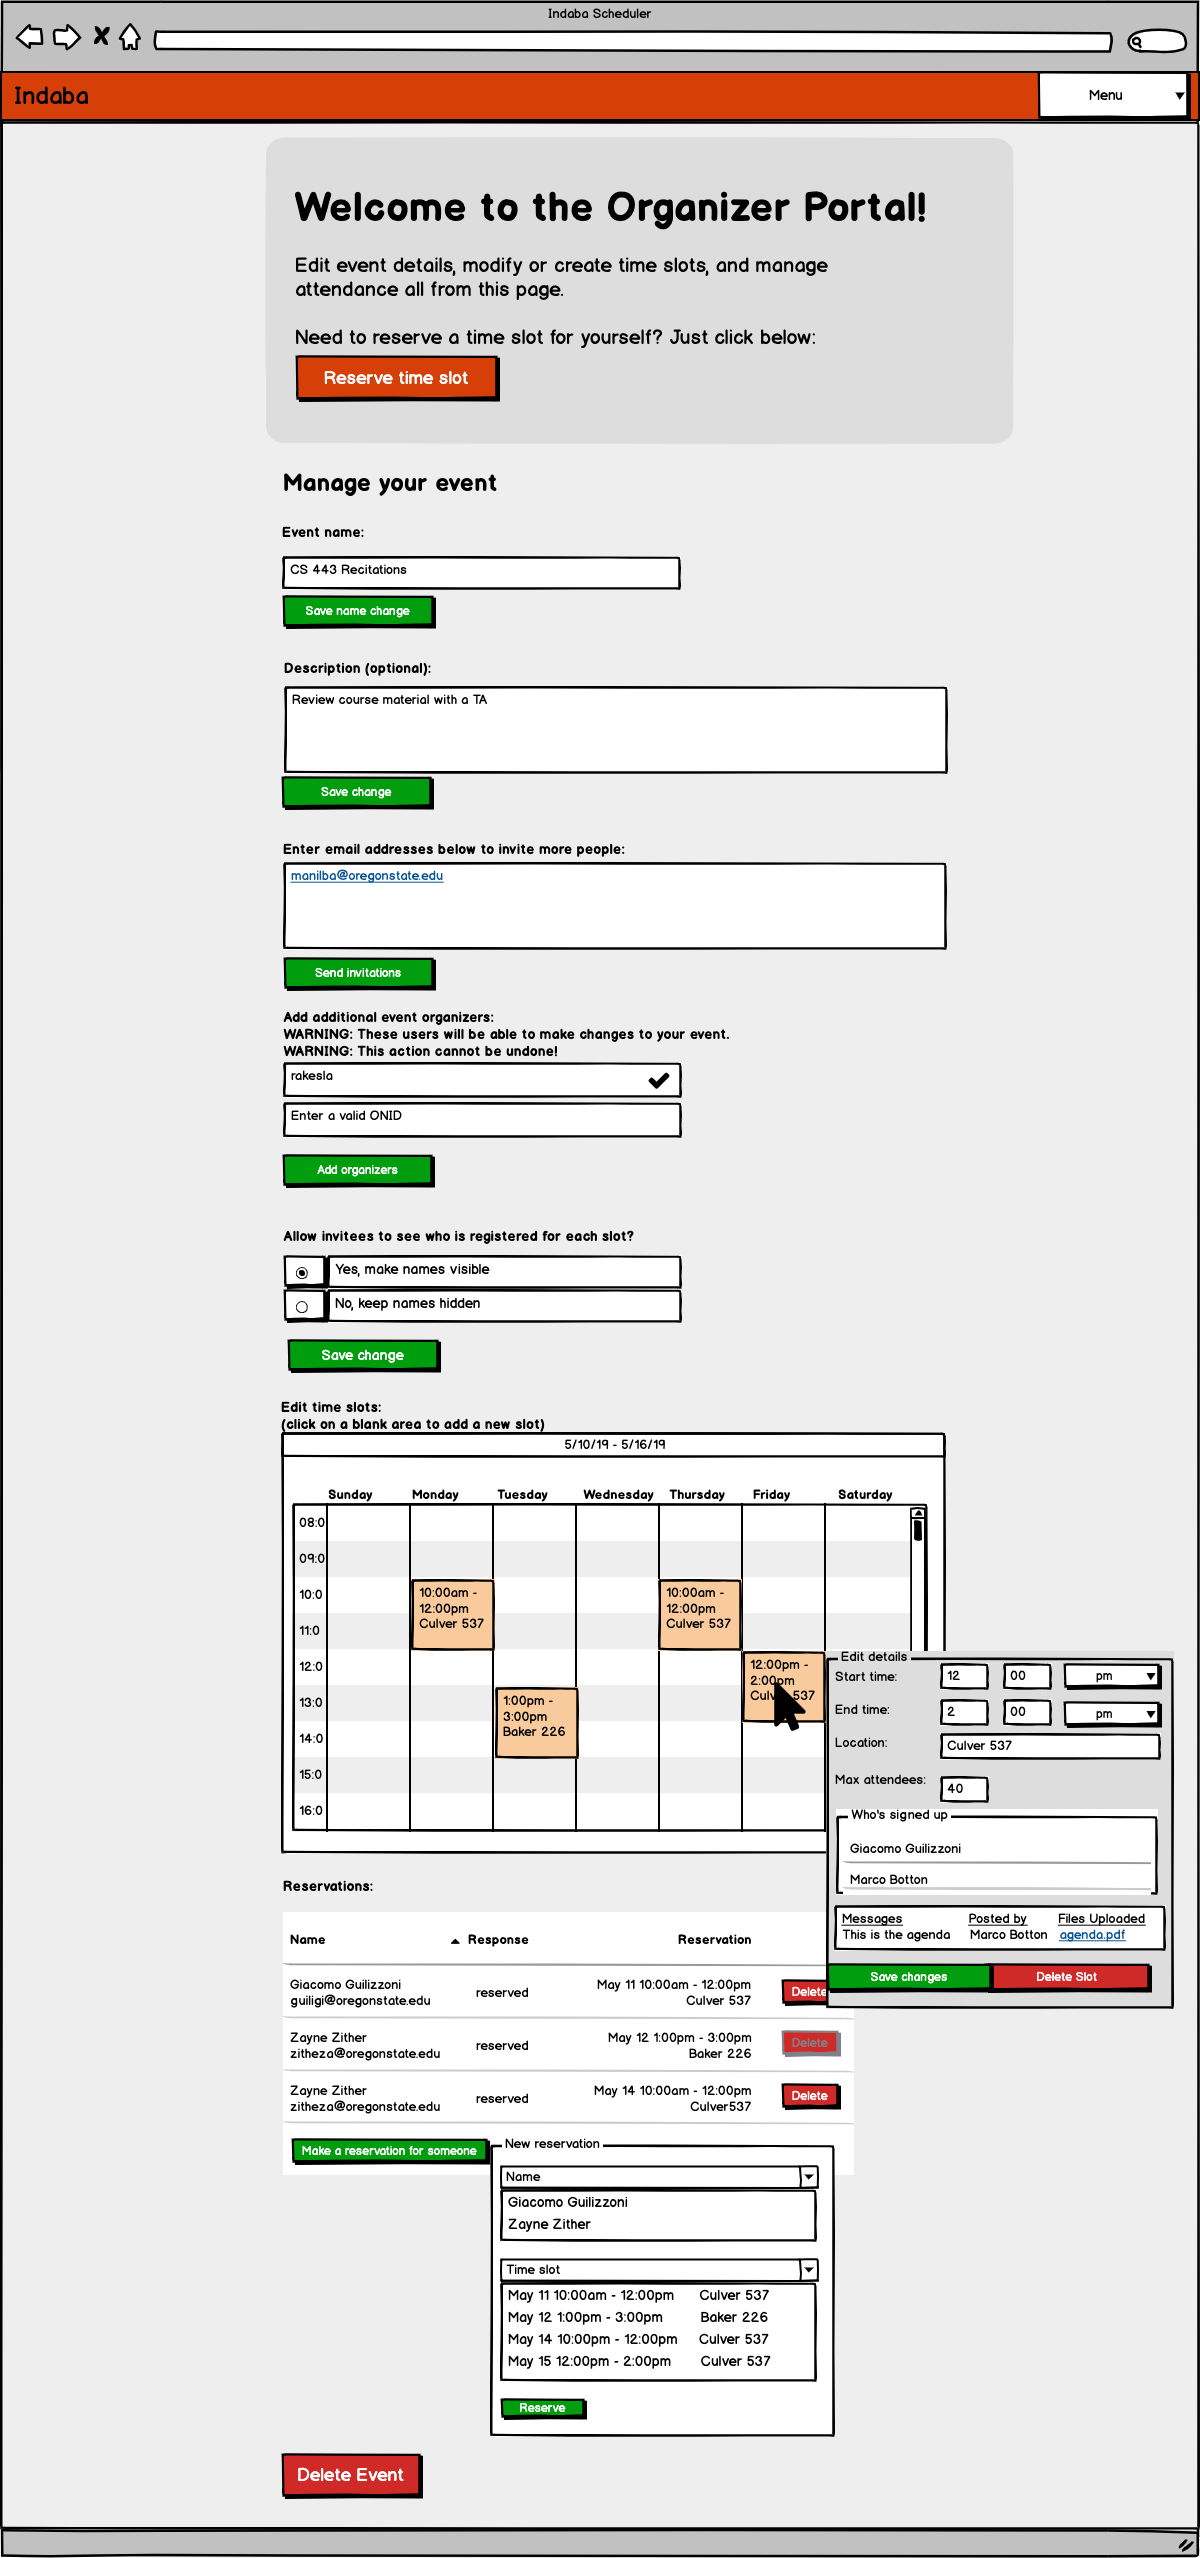 Indaba Scheduler
Indaba
Menu
Welcome to the Organizer Portal!
Edit event details, modify or create time slots, and manage
attendance all from this page.
Need to reserve a time slot for yourself? Just click below:
Reserve time slot
Manage your event
Event name:
CS 443 Recitations
Save name change
Description (optional):
Review course material with a TA
Save change
Enter email addresses below to invite more people:
manilba@oregonstate.edu
Send invitations
Add additional event organizers:
WARNING: These users will be able to make changes to your event.
WARNING: This action cannot be undone!
rakesla
Enter a valid ONID
Add organizers
Allow invitees to see who is registered for each slot?
Yes, make names visible
No, keep names hidden
Save change
Edit time slots:
(click on a blank area to add a new slot)
5/10/19 - 5/16/19
Sunday Monday Tuesday Wednesday Thursday Friday Saturday
08:0
09:0
10:0
11:0
12:0
13:0
14:0
15:0
16:0
10:00am -
12:00pm
Culver 537
1:00pm -
3:00pm
Baker 226
10:00am -
12:00pm
Culver 537
12:00pm -
2:00pm
Culver 537
Edit details
Start time: 12 00 pm
End time: 2 00 pm
Location: Culver 537
Max attendees: 40
Who's signed up
Giacomo Guilizzoni
Marco Botton
Messages Posted by Files Uploaded
This is the agenda Marco Botton agenda.pdf
Save changes Delete Slot
Reservations:
Name Response Reservation
Giacomo Guilizzoni
guiligi@oregonstate.edu
reserved
May 11 10:00am - 12:00pm
Culver 537
Delete
Zayne Zither
zitheza@oregonstate.edu
reserved
May 12 1:00pm - 3:00pm
Baker 226
Delete
Zayne Zither
zitheza@oregonstate.edu
reserved
May 14 10:00am - 12:00pm
Culver537
Delete
Make a reservation for someone
New reservation
Name
Giacomo Guilizzoni
Zayne Zither
Time slot
May 11 10:00am - 12:00pm Culver 537
May 12 1:00pm - 3:00pm Baker 226
May 14 10:00pm - 12:00pm Culver 537
May 15 12:00pm - 2:00pm Culver 537
Reserve
Delete Event